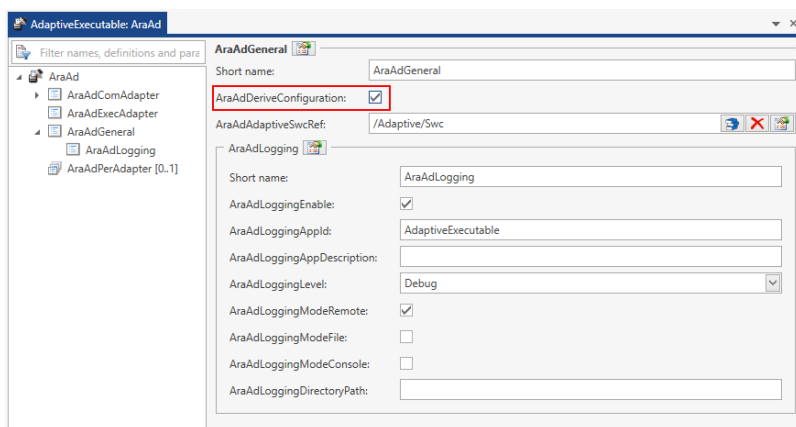 AdaptiveExecutable: AraAd
Filter names, definitions and para
AraAd
AraAdComAdapter
AraAdExecAdapter
AraAdGeneral
AraAdLogging
AraAdPerAdapter [0..1]
AraAdGeneral
Short name: AraAdGeneral
AraAdDeriveConfiguration:
AraAdAdaptiveSwcRef: /Adaptive/Swc
AraAdLogging
Short name: AraAdLogging
AraAdLoggingEnable:
AraAdLoggingAppId: AdaptiveExecutable
AraAdLoggingAppDescription:
AraAdLoggingLevel: Debug
AraAdLoggingModeRemote:
AraAdLoggingModeFile:
AraAdLoggingModeConsole:
AraAdLoggingDirectoryPath: